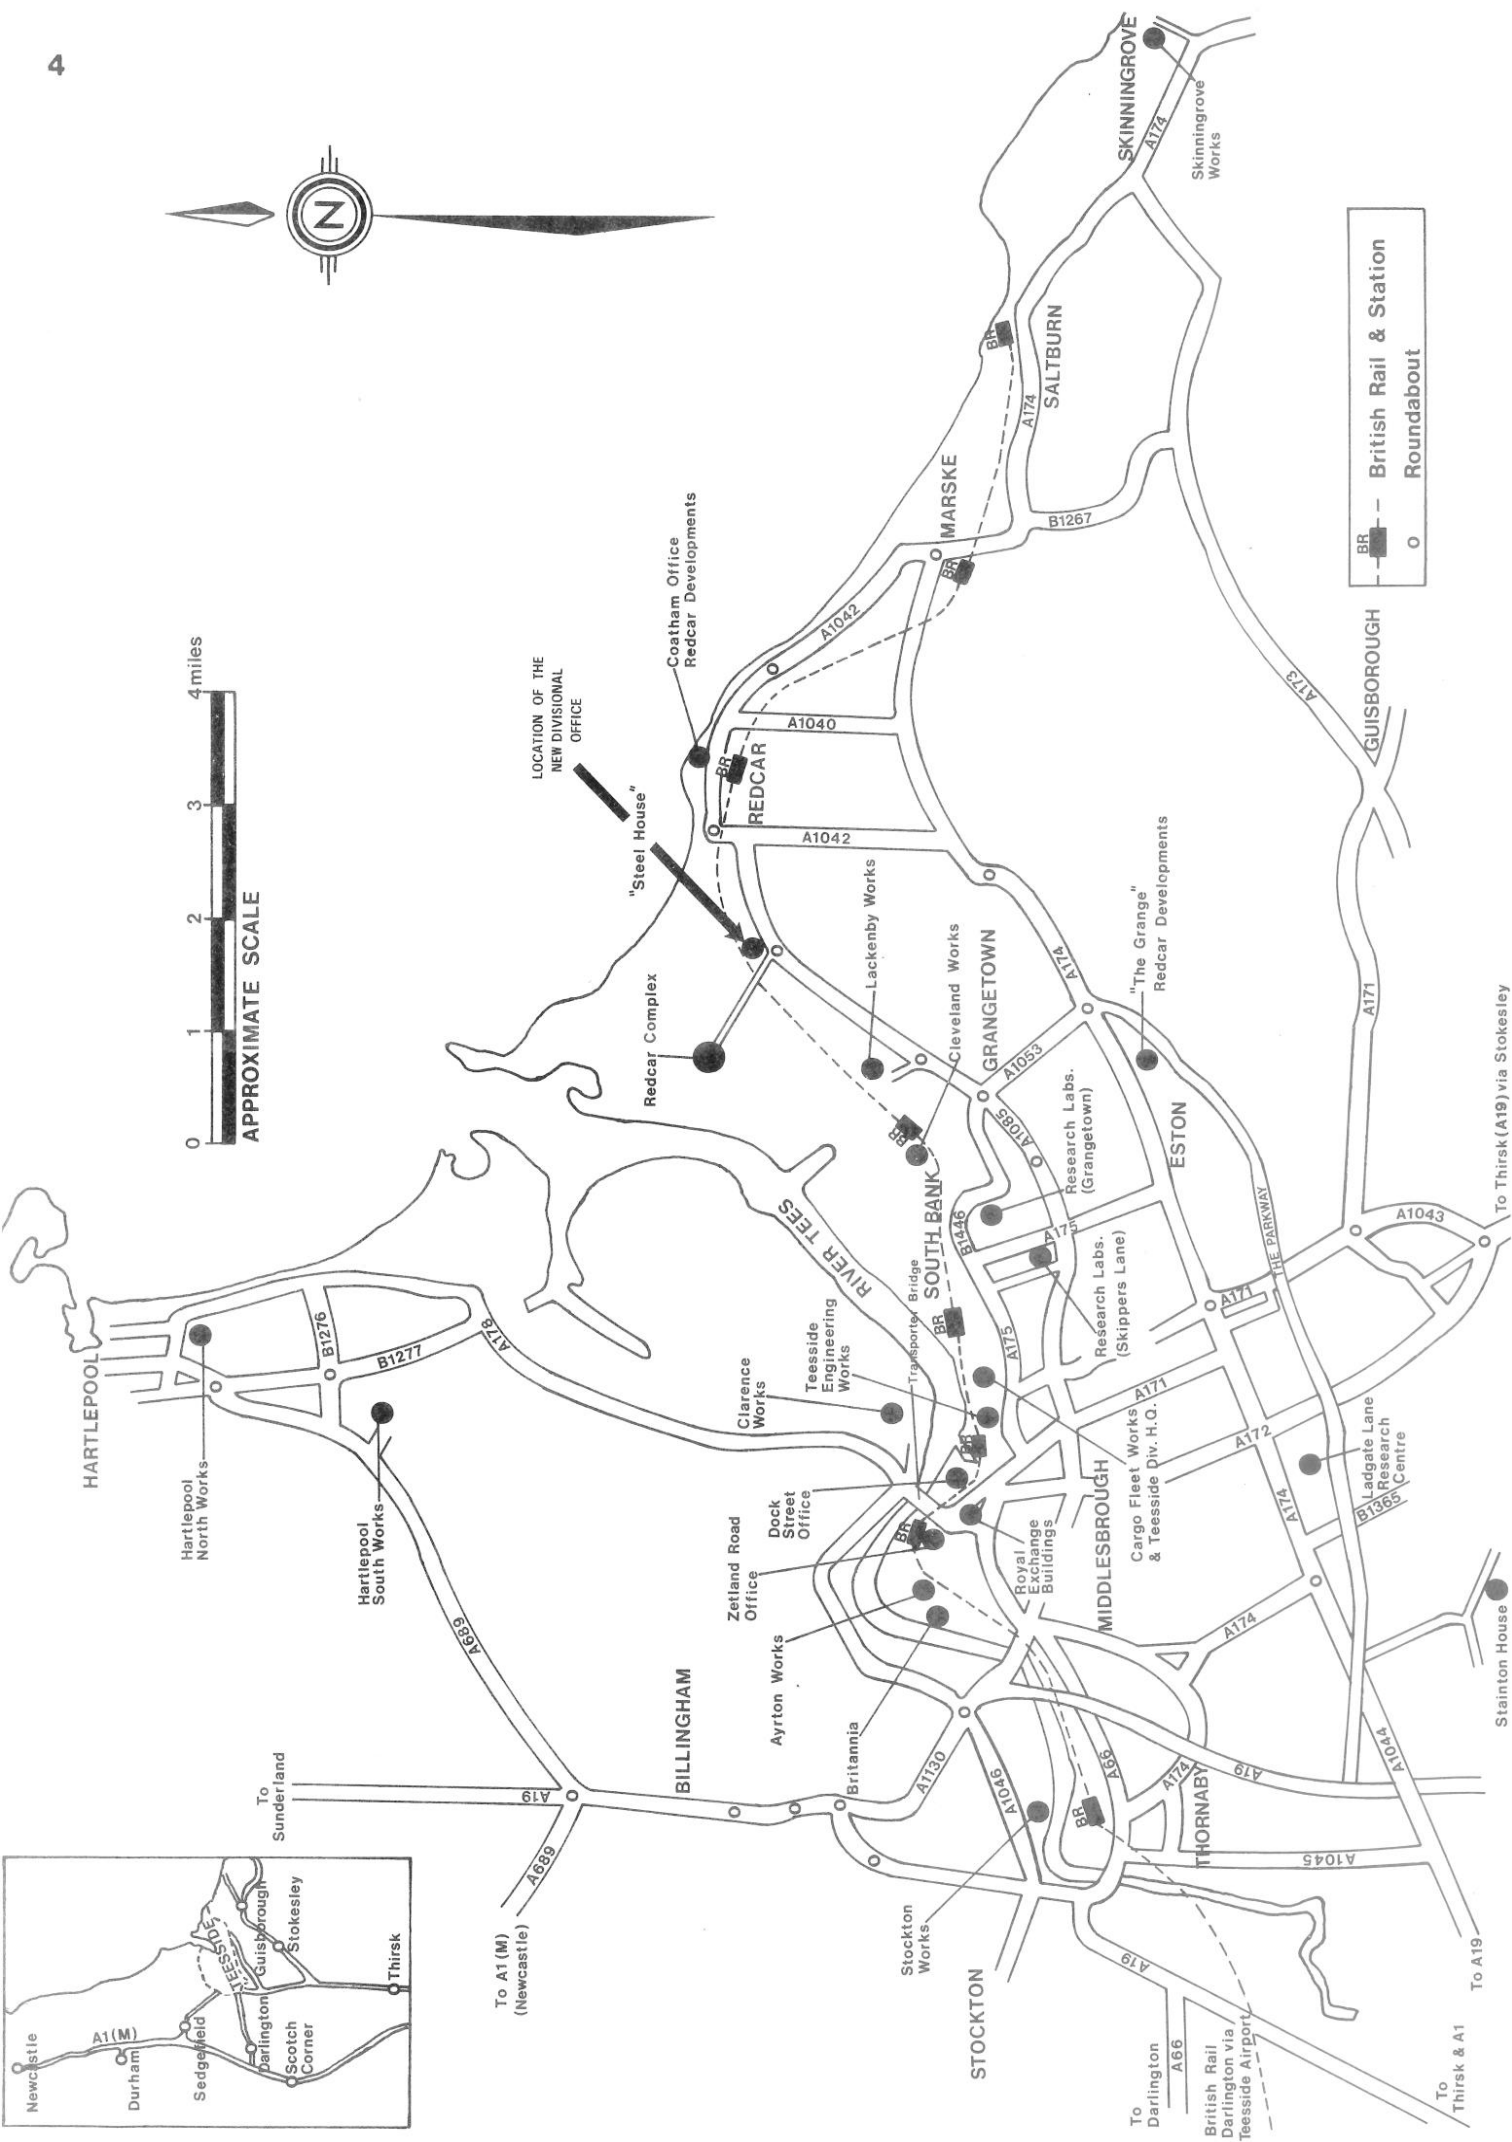 4
N
Newcastle
A1(M)
Durham
Sedgefield
TEESSIDE
Guisborough
Stokesley
Darlington
Scotch
Corner
Thirsk
HARTLEPOOL
Hartlepool
North Works
Hartlepool
South Works
B1276
B1277
A178
A689
To
Sunderland
A19
A689
To A1(M)
(Newcastle)
BILLINGHAM
0
1
2
3
4 miles
APPROXIMATE SCALE
LOCATION OF THE
NEW DIVISIONAL
OFFICE
"Steel House"
Coatham Office
Redcar Developments
Redcar Complex
RIVER TEES
BR
REDCAR
A1040
A1042
A1042
MARSKE
BR
B1267
A174
SALTBURN
BR
SKINNINGROVE
A174
Skinningrove
Works
Lackenby Works
Cleveland Works
GRANGETOWN
A1053
A174
"The Grange"
Redcar Developments
BR
SOUTH BANK
B1446
A1085
Research Labs.
(Grangetown)
A175
Research Labs.
(Skippers Lane)
ESTON
THE PARKWAY
A171
A171
A173
GUISBOROUGH
A1043
To Thirsk (A19) via Stokesley
Transporter Bridge
BR
A175
Teesside
Engineering
Works
Clarence
Works
BR
Dock
Street
Office
Zetland Road
Office
BR
Ayrton Works
Britannia
Royal
Exchange
Buildings
MIDDLESBROUGH
Cargo Fleet Works
& Teesside Div. H.Q.
A171
A172
A174
Ladgate Lane
Research
Centre
B1365
A174
Stainton House
A1130
A1046
A66
BR
A174
THORNABY
A19
A1044
A1045
Stockton
Works
STOCKTON
A19
To
Darlington
A66
British Rail
Darlington via
Teesside Airport
To
Thirsk & A1
To A19
BR
British Rail & Station
Roundabout